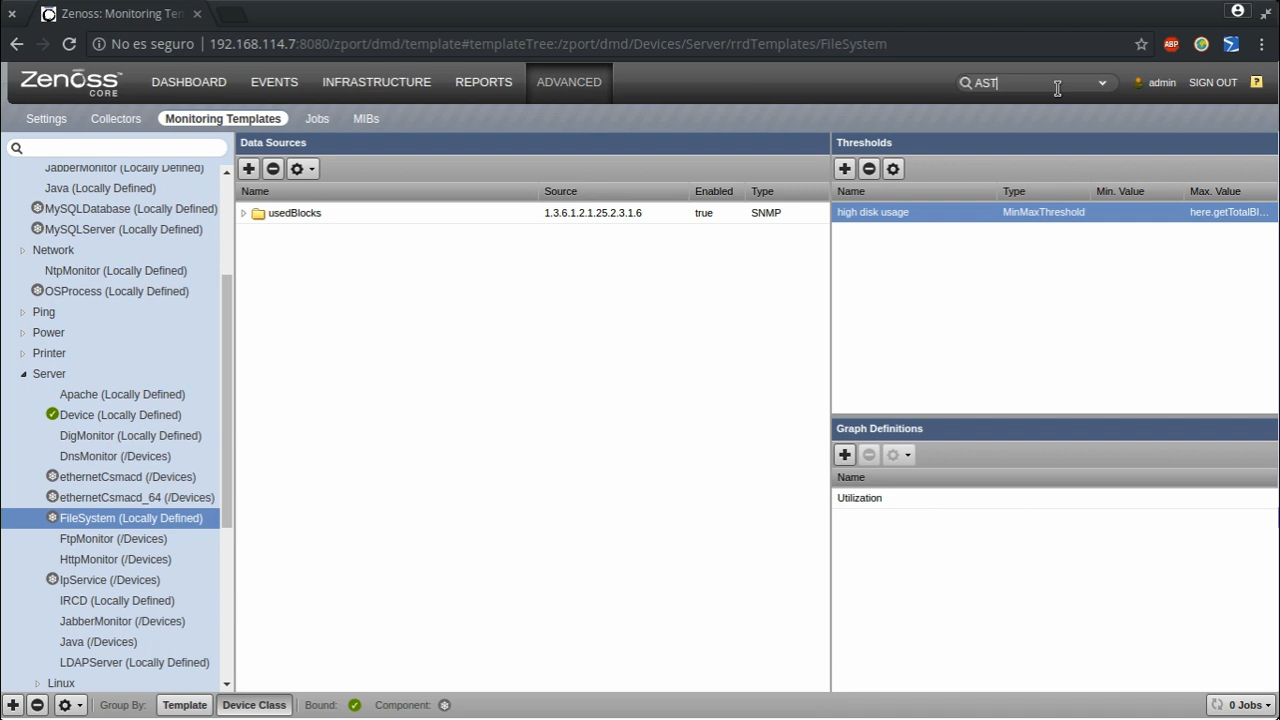 Zenoss: Monitoring Ten
No es seguro
192.168.114.7:8080/zport/dmd/template#templateTree:/zport/dmd/Devices/Server/rrdTemplates/FileSystem
ABP
Zenoss CORE
DASHBOARD EVENTS INFRASTRUCTURE REPORTS ADVANCED
AST
admin SIGN OUT ?
Settings Collectors Monitoring Templates Jobs MIBs
JabberMonitor (Locally Defined)
Java (Locally Defined)
MySQLDatabase (Locally Defined)
MySQLServer (Locally Defined)
Network
NtpMonitor (Locally Defined)
OSProcess (Locally Defined)
Ping
Power
Printer
Server
Apache (Locally Defined)
Device (Locally Defined)
DigMonitor (Locally Defined)
DnsMonitor (/Devices)
ethernetCsmacd (/Devices)
ethernetCsmacd_64 (/Devices)
FileSystem (Locally Defined)
FtpMonitor (/Devices)
HttpMonitor (/Devices)
IpService (/Devices)
IRCD (Locally Defined)
JabberMonitor (/Devices)
Java (/Devices)
LDAPServer (Locally Defined)
Linux
Data Sources
Name Source Enabled Type
usedBlocks 1.3.6.1.2.1.25.2.3.1.6 true SNMP
Thresholds
Name Type Min. Value Max. Value
high disk usage MinMaxThreshold here.getTotalBl...
Graph Definitions
Name
Utilization
Group By: Template Device Class Bound: Component:
0 Jobs